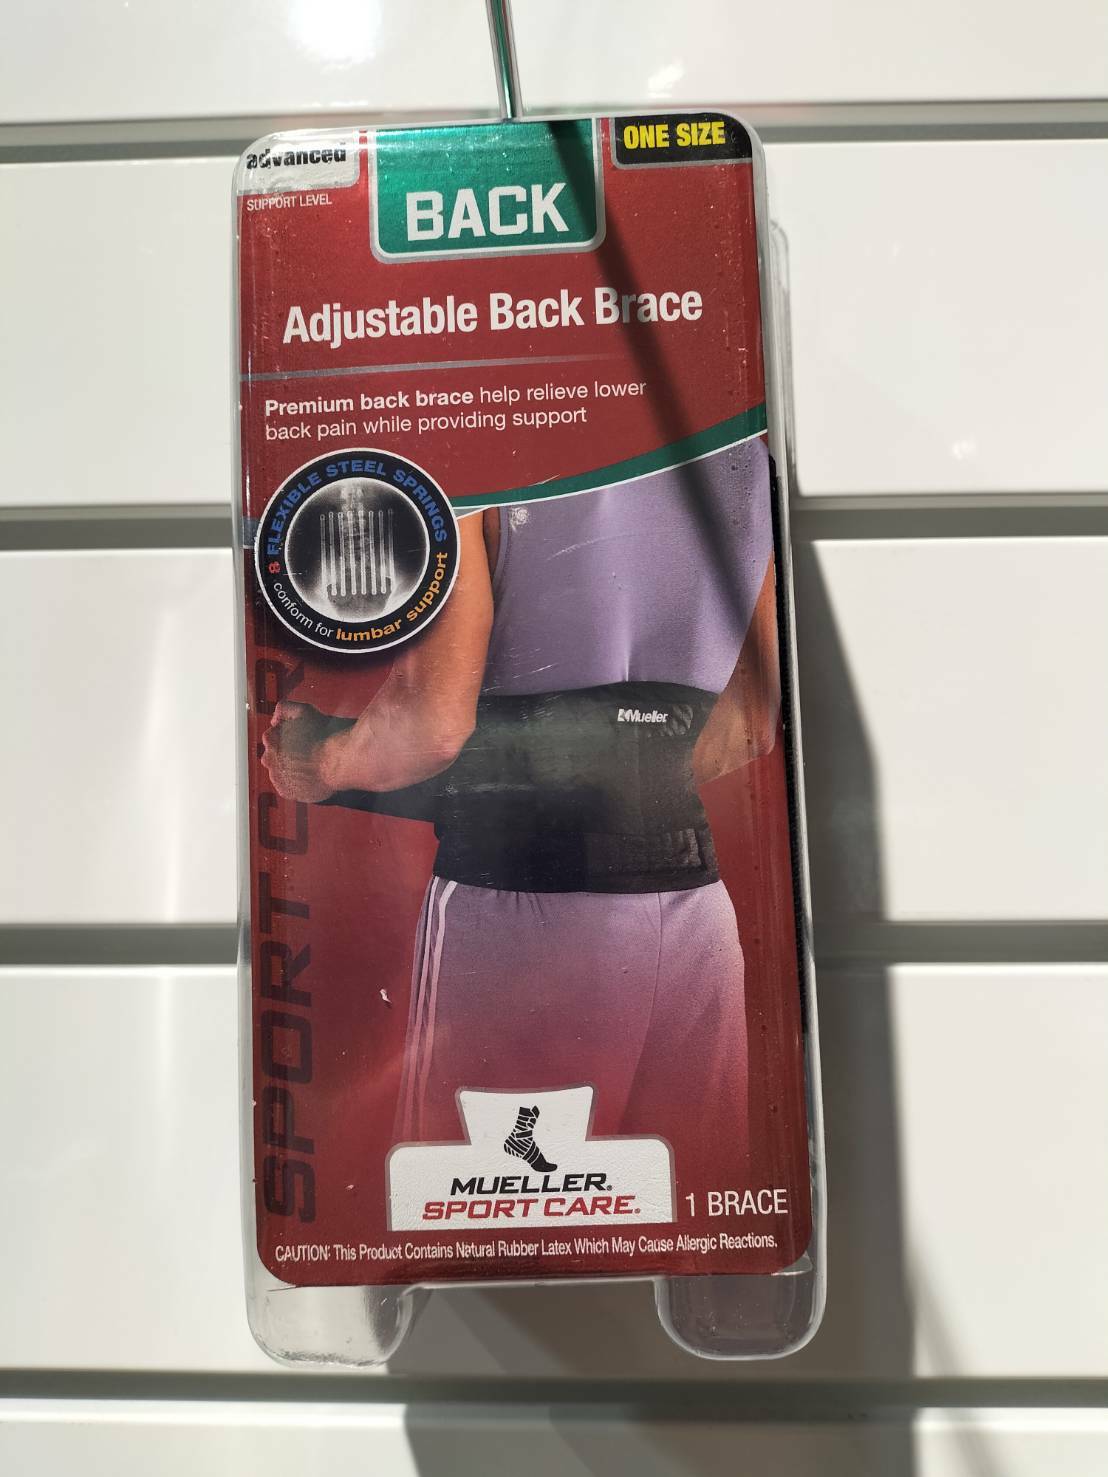 advanced
SUPPORT LEVEL
BACK
ONE SIZE
Adjustable Back Brace
Premium back brace help relieve lower
back pain while providing support
8 FLEXIBLE STEEL SPRINGS
conform for lumbar support
Mueller
SPORT CAR
MUELLER®
SPORT CARE®
1 BRACE
CAUTION: This Product Contains Natural Rubber Latex Which May Cause Allergic Reactions.